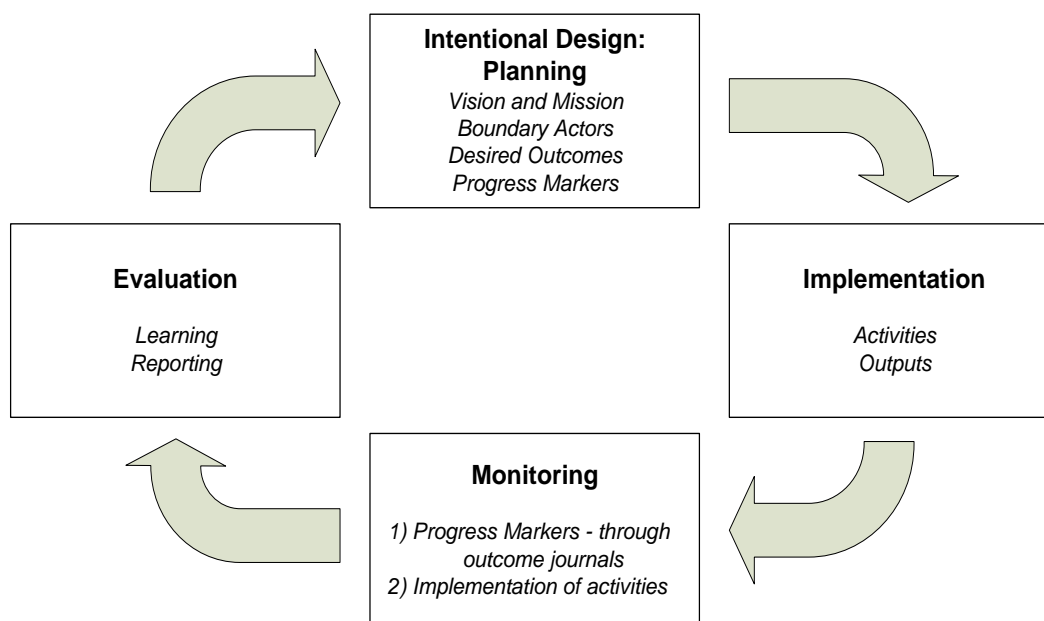 Intentional Design:
Planning
Vision and Mission
Boundary Actors
Desired Outcomes
Progress Markers
Evaluation
Learning
Reporting
Implementation
Activities
Outputs
Monitoring
1) Progress Markers - through
outcome journals
2) Implementation of activities